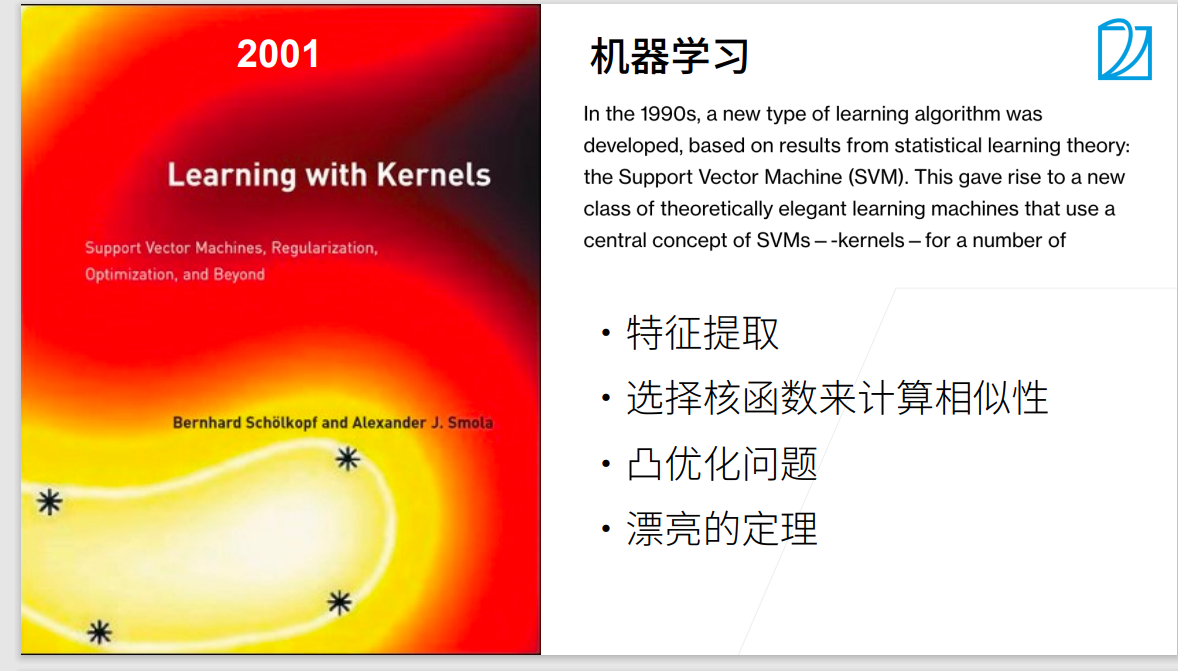 2001
Learning with Kernels
Support Vector Machines, Regularization,
Optimization, and Beyond
Bernhard Schölkopf and Alexander J. Smola
机器学习
In the 1990s, a new type of learning algorithm was
developed, based on results from statistical learning theory:
the Support Vector Machine (SVM). This gave rise to a new
class of theoretically elegant learning machines that use a
central concept of SVMs – -kernels – for a number of
• 特征提取
• 选择核函数来计算相似性
• 凸优化问题
• 漂亮的定理